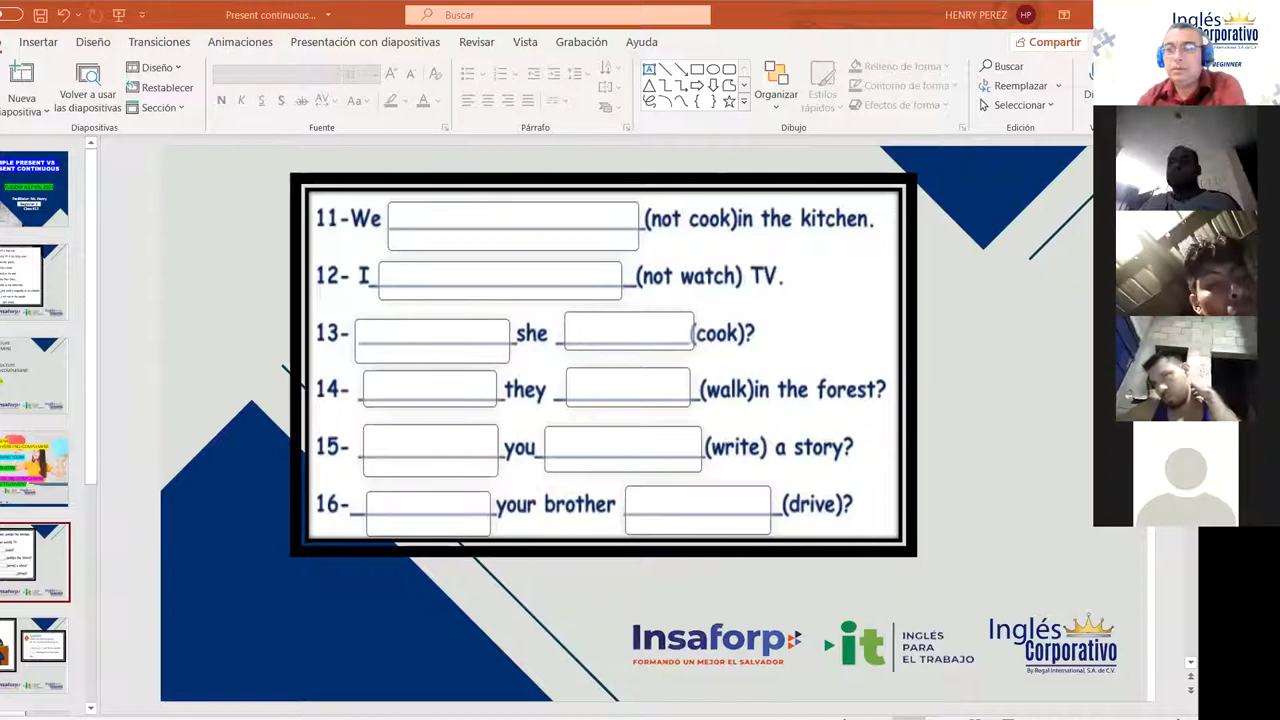 Present continuous...
Buscar
HENRY PEREZ
HP
Insertar
Diseño
Transiciones
Animaciones
Presentación con diapositivas
Revisar
Vista
Grabación
Ayuda
Compartir
Nueva
diapositiva
Volver a usar
las diapositivas
Diseño
Restablecer
Sección
Diapositivas
N
K
S
S
ab
AV
Aa
A
Fuente
Párrafo
Organizar
Estilos
rápidos
Relleno de forma
Contorno de forma
Efectos de forma
Dibujo
Buscar
Reemplazar
Seleccionar
Edición
Inglés
Corporativo
BEGINNER
11-We (not cook)in the kitchen.
12- I (not watch) TV.
13- she (cook)?
14- they (walk)in the forest?
15- you (write) a story?
16- your brother (drive)?
Insaforp
FORMANDO UN MEJOR EL SALVADOR
it
INGLÉS
PARA
EL TRABAJO
Inglés
Corporativo
By Regal International, S.A. de C.V.